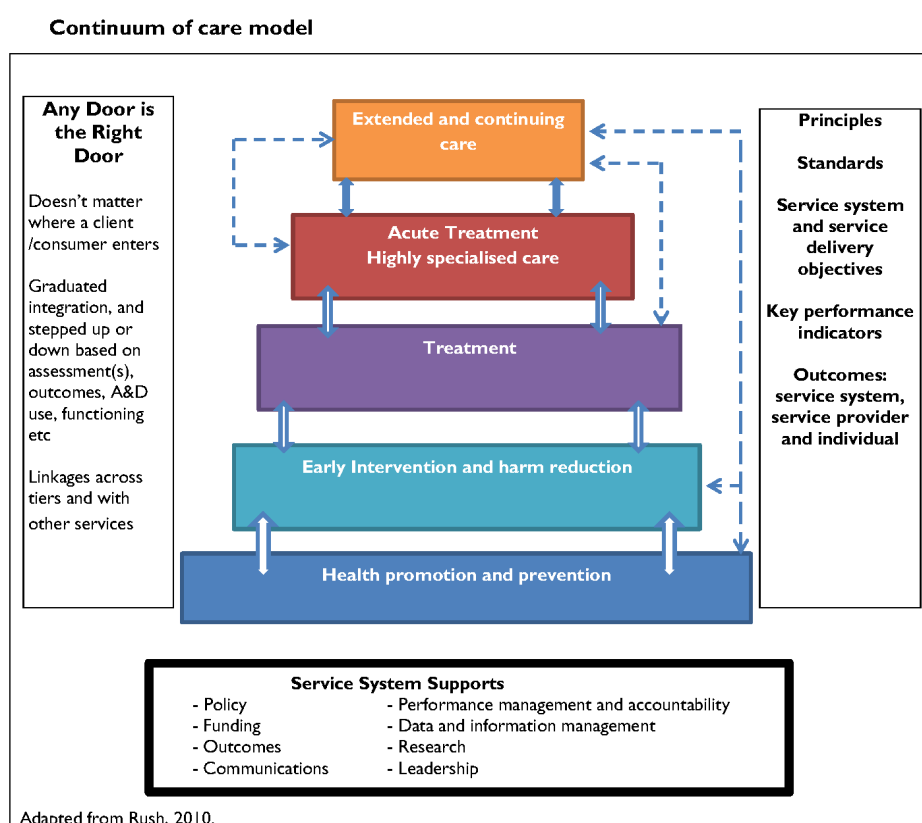 Continuum of care model
Any Door is
the Right
Door
Doesn't matter
where a client
/consumer enters
Graduated
integration, and
stepped up or
down based on
assessment(s),
outcomes, A&D
use, functioning
etc
Linkages across
tiers and with
other services
Extended and continuing
care
Acute Treatment
Highly specialised care
Treatment
Early Intervention and harm reduction
Health promotion and prevention
Principles
Standards
Service system
and service
delivery
objectives
Key performance
indicators
Outcomes:
service system,
service provider
and individual
Service System Supports
- Policy
- Funding
- Outcomes
- Communications
- Performance management and accountability
- Data and information management
- Research
- Leadership
Adapted from Rush, 2010.